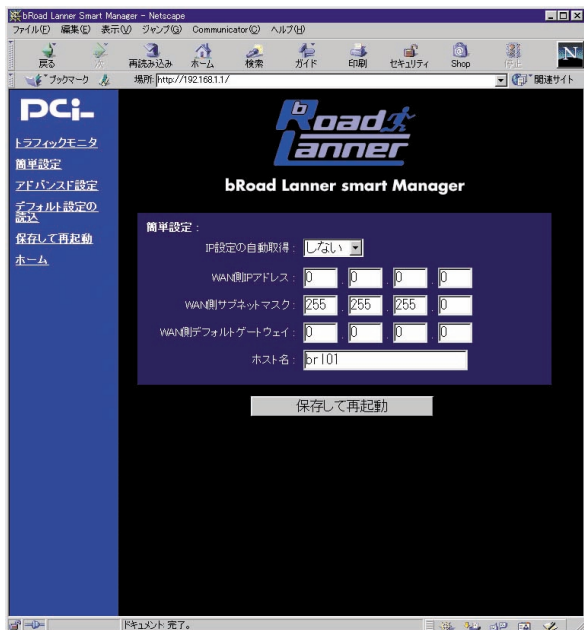 bRoad Lanner Smart Manager - Netscape
ファイル(F) 編集(E) 表示(V) ジャンプ(G) Communicator(C) ヘルプ(H)
戻る 再読み込み ホーム 検索 ガイド 印刷 セキュリティ Shop 停止
ブックマーク 場所: http://192.168.1.1/ 関連サイト
PCi
bRoad Lanner
bRoad Lanner smart Manager
トラフィックモニタ
簡単設定
アドバンスド設定
デフォルト設定の
読込
保存して再起動
ホーム
簡単設定：
IP設定の自動取得： しない
WAN側IPアドレス： 0 . 0 . 0 . 0
WAN側サブネットマスク： 255 . 255 . 255 . 0
WAN側デフォルトゲートウェイ： 0 . 0 . 0 . 0
ホスト名： brl01
保存して再起動
ドキュメント: 完了。